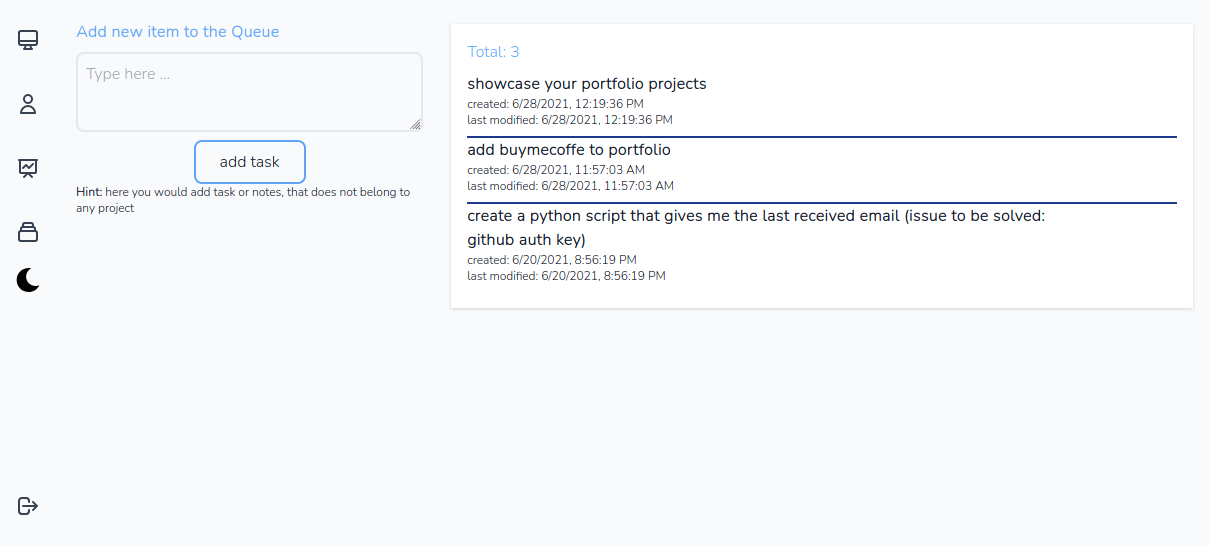 Add new item to the Queue
Type here ...
add task
Hint: here you would add task or notes, that does not belong to
any project
Total: 3
showcase your portfolio projects
created: 6/28/2021, 12:19:36 PM
last modified: 6/28/2021, 12:19:36 PM
add buymecoffe to portfolio
created: 6/28/2021, 11:57:03 AM
last modified: 6/28/2021, 11:57:03 AM
create a python script that gives me the last received email (issue to be solved:
github auth key)
created: 6/20/2021, 8:56:19 PM
last modified: 6/20/2021, 8:56:19 PM